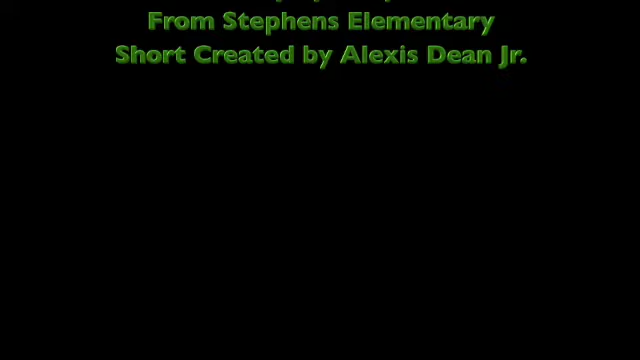 From Stephens Elementary
Short Created by Alexis Dean Jr.